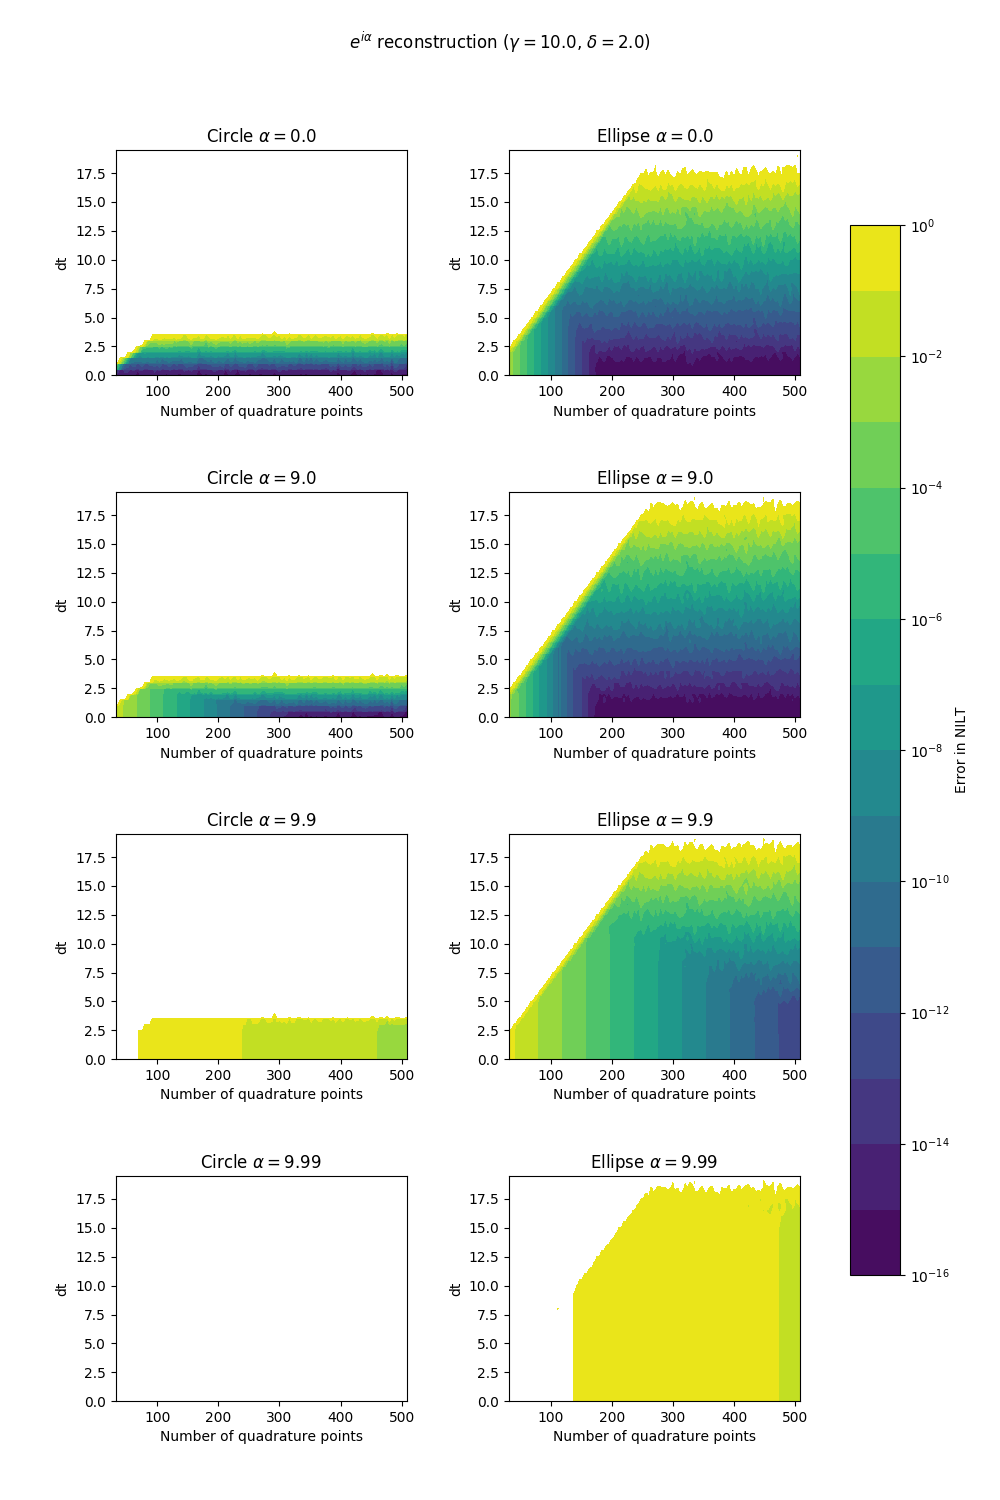 e^{iα} reconstruction (γ = 10.0, δ = 2.0)
Circle α = 0.0
17.5
15.0
12.5
10.0
7.5
5.0
2.5
0.0
dt
100 200 300 400 500
Number of quadrature points
Ellipse α = 0.0
17.5
15.0
12.5
10.0
7.5
5.0
2.5
0.0
dt
100 200 300 400 500
Number of quadrature points
Circle α = 9.0
17.5
15.0
12.5
10.0
7.5
5.0
2.5
0.0
dt
100 200 300 400 500
Number of quadrature points
Ellipse α = 9.0
17.5
15.0
12.5
10.0
7.5
5.0
2.5
0.0
dt
100 200 300 400 500
Number of quadrature points
Circle α = 9.9
17.5
15.0
12.5
10.0
7.5
5.0
2.5
0.0
dt
100 200 300 400 500
Number of quadrature points
Ellipse α = 9.9
17.5
15.0
12.5
10.0
7.5
5.0
2.5
0.0
dt
100 200 300 400 500
Number of quadrature points
Circle α = 9.99
17.5
15.0
12.5
10.0
7.5
5.0
2.5
0.0
dt
100 200 300 400 500
Number of quadrature points
Ellipse α = 9.99
17.5
15.0
12.5
10.0
7.5
5.0
2.5
0.0
dt
100 200 300 400 500
Number of quadrature points
10^0
10^{-2}
10^{-4}
10^{-6}
10^{-8}
10^{-10}
10^{-12}
10^{-14}
10^{-16}
Error in NILT